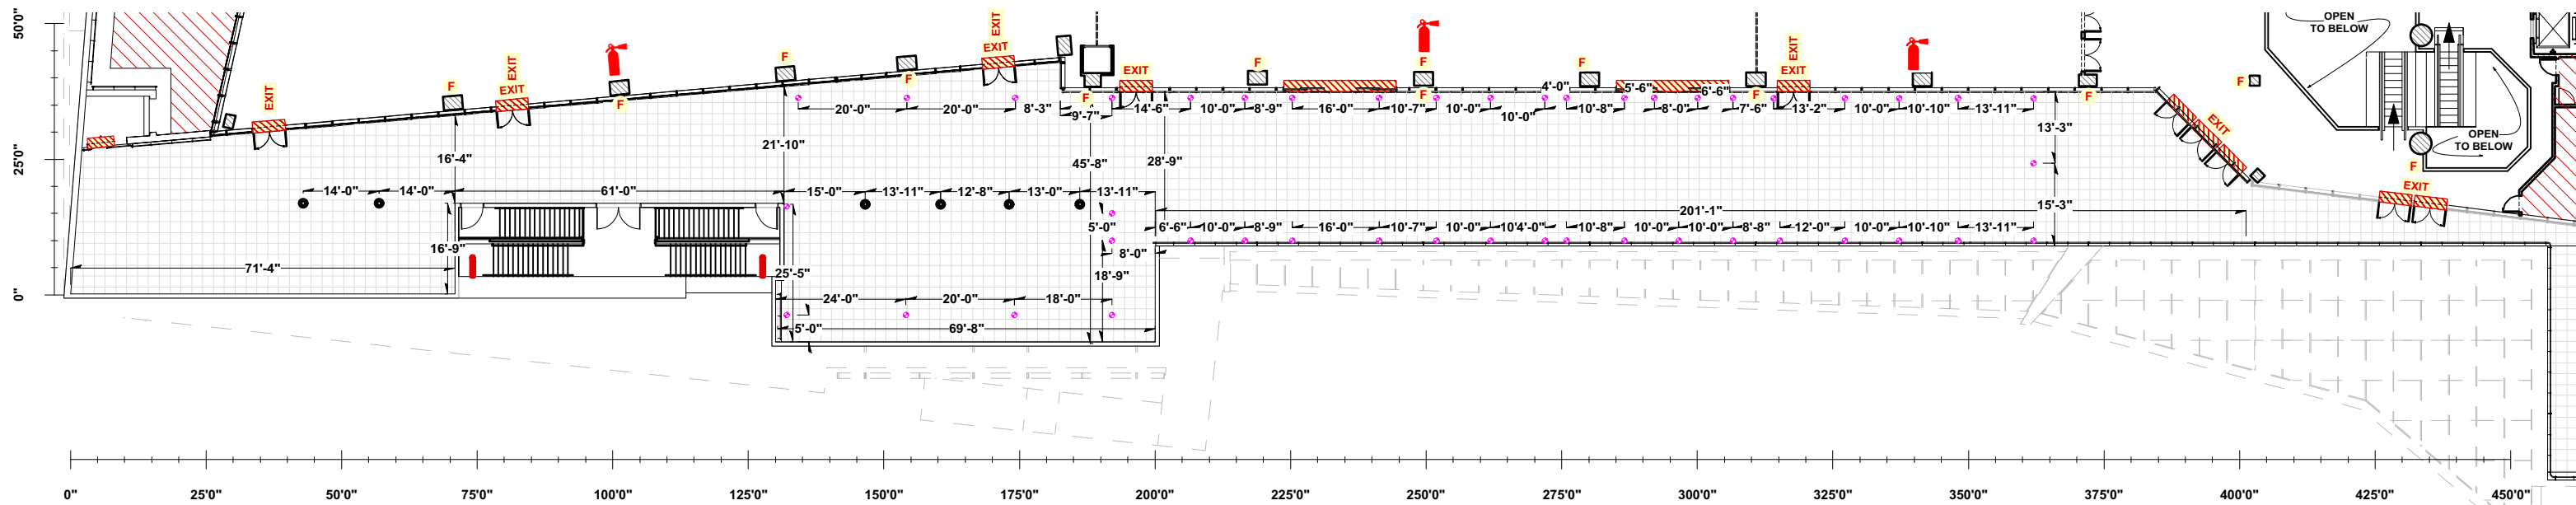 50'0"
25'0"
0"
EXIT
F
EXIT
EXIT
F
F
F
EXIT
EXIT
F
EXIT
F
F
F
F
F
EXIT
F
F
EXIT
F
F
EXIT
OPEN
TO BELOW
OPEN
TO BELOW
20'-0" 20'-0" 8'-3"
9'-7"
14'-6" 10'-0" 8'-9" 16'-0" 10'-7" 10'-0"
10'-0"
4'-0"
10'-8"
5'-6"
8'-0"
6'-6"
7'-6" 13'-2" 10'-0" 10'-10" 13'-11"
16'-4"
21'-10"
45'-8"
28'-9"
13'-3"
14'-0" 14'-0" 61'-0" 15'-0" 13'-11" 12'-8" 13'-0" 13'-11"
201'-1"
15'-3"
5'-0"
6'-6" 10'-0" 8'-9" 16'-0" 10'-7" 10'-0" 10'4'-0" 10'-8" 10'-0" 10'-0" 8'-8" 12'-0" 10'-0" 10'-10" 13'-11"
16'-9"
8'-0"
71'-4"
25'-5"
18'-9"
24'-0" 20'-0" 18'-0"
5'-0"
69'-8"
0" 25'0" 50'0" 75'0" 100'0" 125'0" 150'0" 175'0" 200'0" 225'0" 250'0" 275'0" 300'0" 325'0" 350'0" 375'0" 400'0" 425'0" 450'0"